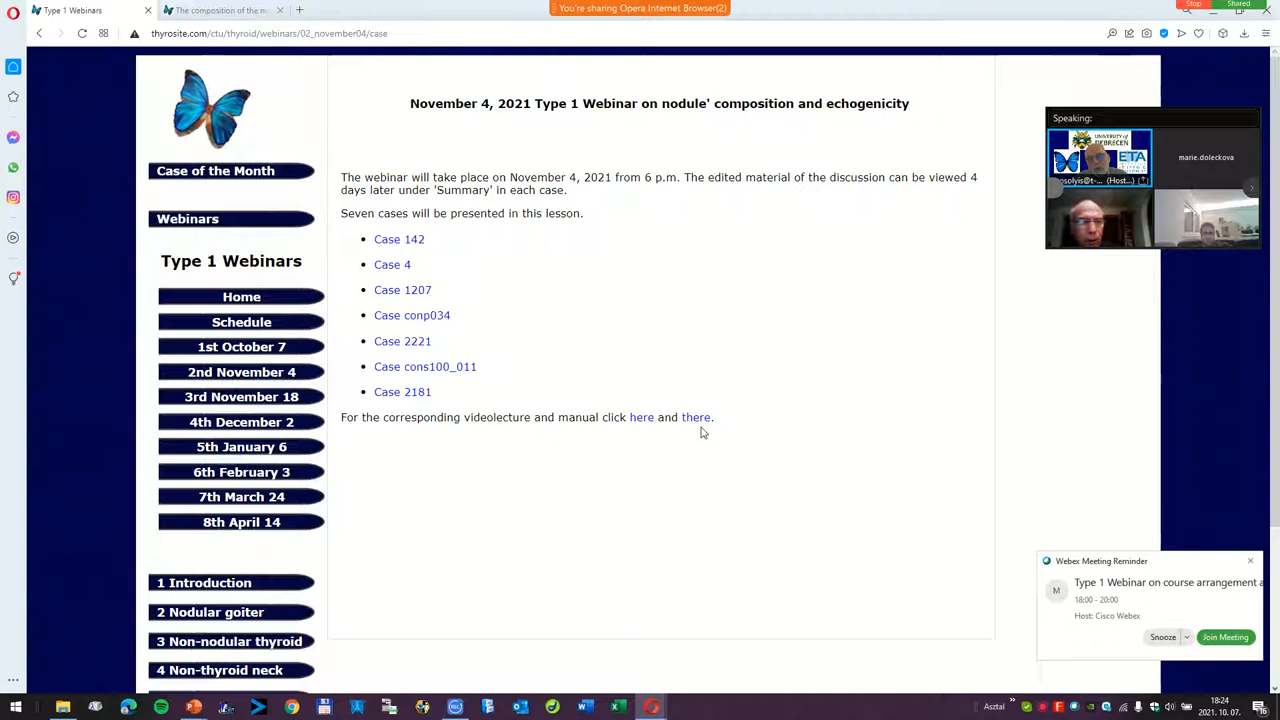 Type 1 Webinars
The composition of the n
You're sharing Opera Internet Browser(2)
Stop
Shared
thyrosite.com/ctu/thyroid/webinars/02_november04/case
November 4, 2021 Type 1 Webinar on nodule' composition and echogenicity
Case of the Month
The webinar will take place on November 4, 2021 from 6 p.m. The edited material of the discussion can be viewed 4
days later under 'Summary' in each case.
Webinars
Seven cases will be presented in this lesson.
Case 142
Type 1 Webinars
Case 4
Case 1207
Home
Case conp034
Schedule
Case 2221
1st October 7
Case cons100_011
2nd November 4
Case 2181
3rd November 18
For the corresponding videolecture and manual click here and there.
4th December 2
5th January 6
6th February 3
7th March 24
8th April 14
1 Introduction
2 Nodular goiter
3 Non-nodular thyroid
4 Non-thyroid neck
Speaking:
UNIVERSITY of
DEBRECEN
ETA
osolyis@t-... (Host...)
marie.doleckova
Webex Meeting Reminder
M
Type 1 Webinar on course arrangement a
18:00 - 20:00
Host: Cisco Webex
Snooze
Join Meeting
Asztal
18:24
2021. 10. 07.